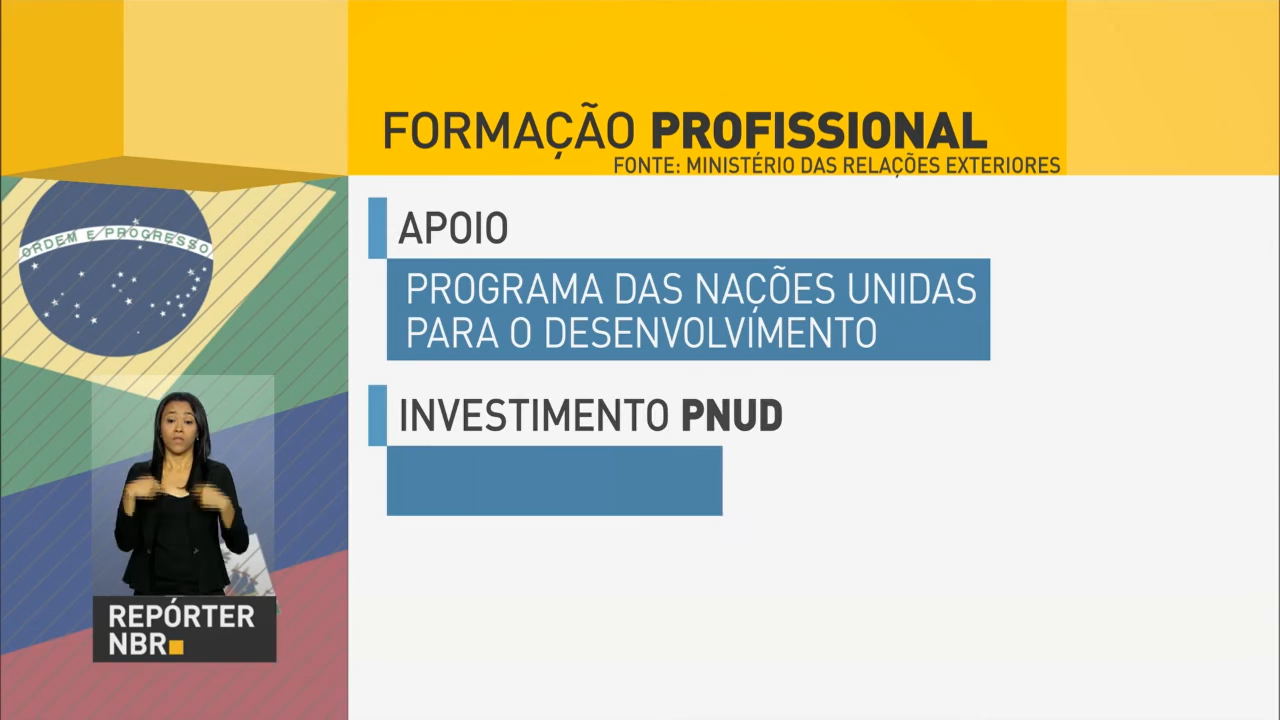 FORMAÇÃO PROFISSIONAL
FONTE: MINISTÉRIO DAS RELAÇÕES EXTERIORES
ORDEM E PROGRESSO
APOIO
PROGRAMA DAS NAÇÕES UNIDAS
PARA O DESENVOLVIMENTO
INVESTIMENTO PNUD
REPÓRTER
NBR